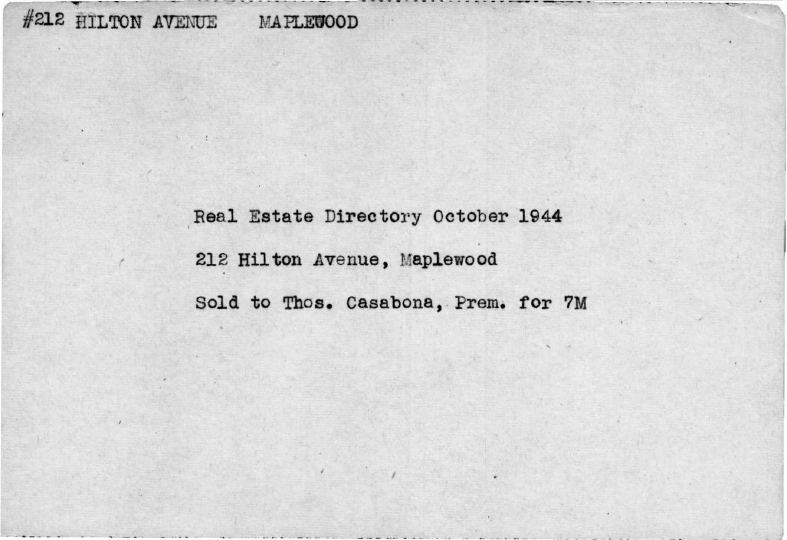 #212 HILTON AVENUE MAPLEWOOD
Real Estate Directory October 1944
212 Hilton Avenue, Maplewood
Sold to Thos. Casabona, Prem. for 7M